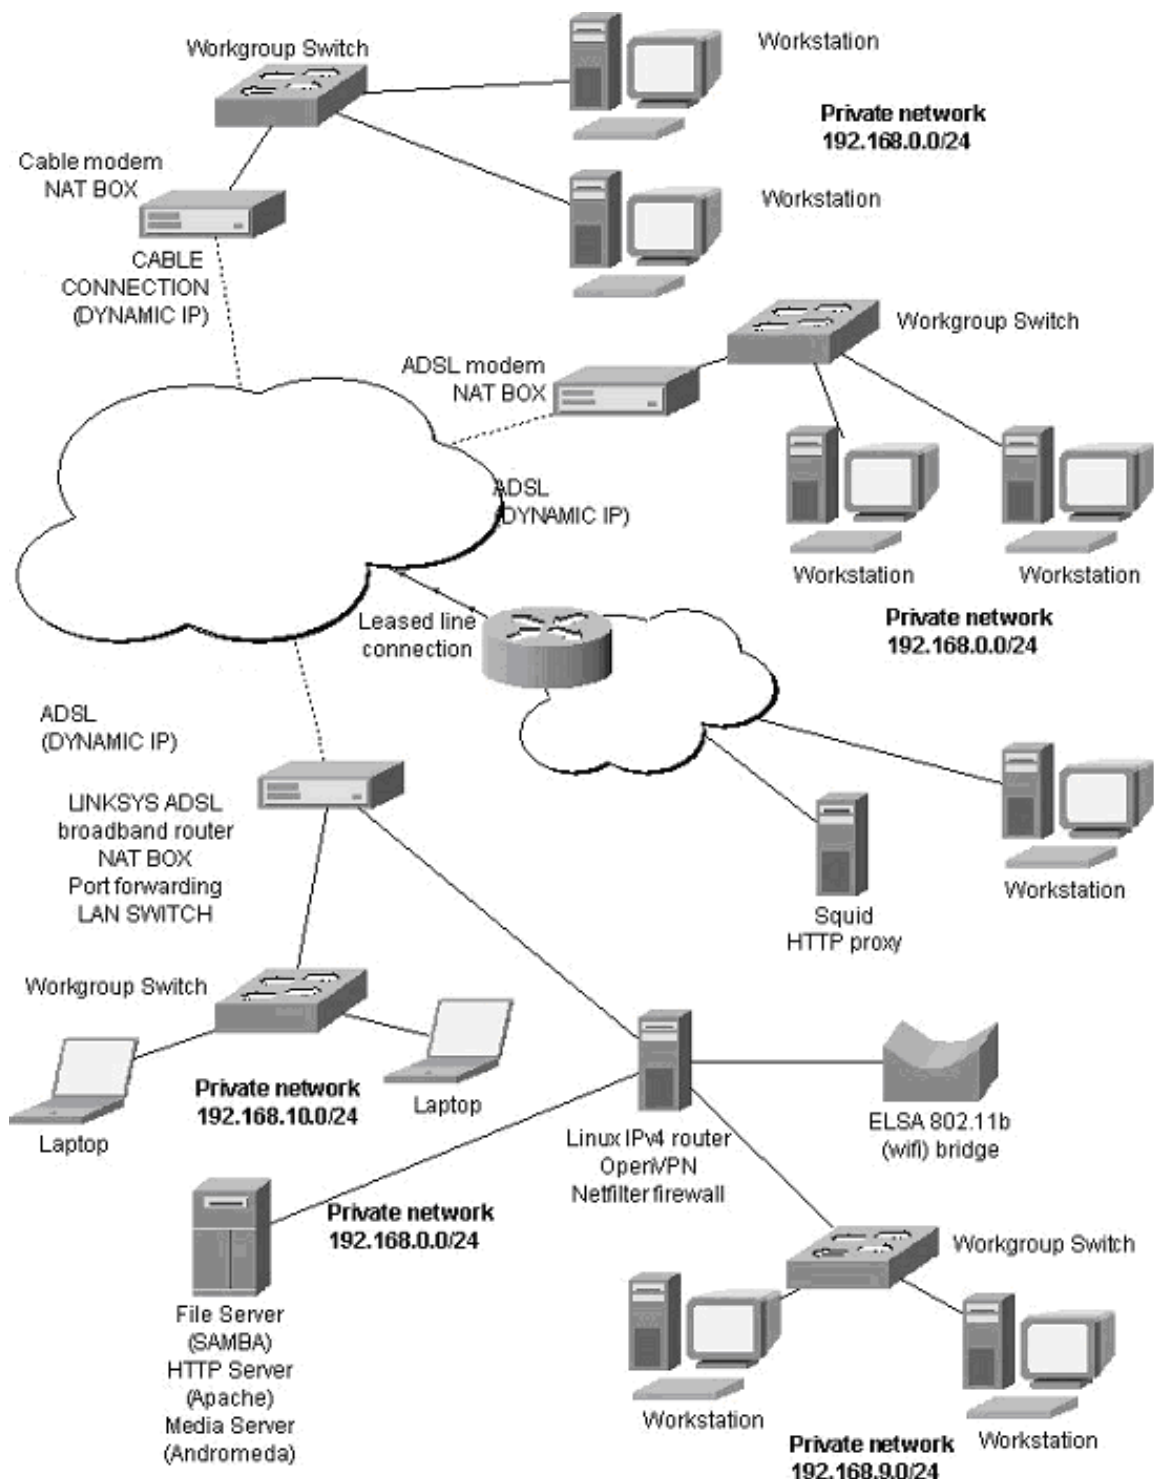 Workgroup Switch
Workstation
Private network
192.168.0.0/24
Cable modem
NAT BOX
Workstation
CABLE
CONNECTION
(DYNAMIC IP)
Workgroup Switch
ADSL modem
NAT BOX
ADSL
(DYNAMIC IP)
Workstation
Workstation
Private network
192.168.0.0/24
Leased line
connection
ADSL
(DYNAMIC IP)
LINKSYS ADSL
broadband router
NAT BOX
Port forwarding
LAN SWITCH
Workstation
Squid
HTTP proxy
Workgroup Switch
Laptop
Private network
192.168.10.0/24
Laptop
Linux IPv4 router
OpenVPN
Netfilter firewall
ELSA 802.11b
(wifi) bridge
Private network
192.168.0.0/24
Workgroup Switch
File Server
(SAMBA)
HTTP Server
(Apache)
Media Server
(Andromeda)
Workstation
Workstation
Private network
192.168.9.0/24